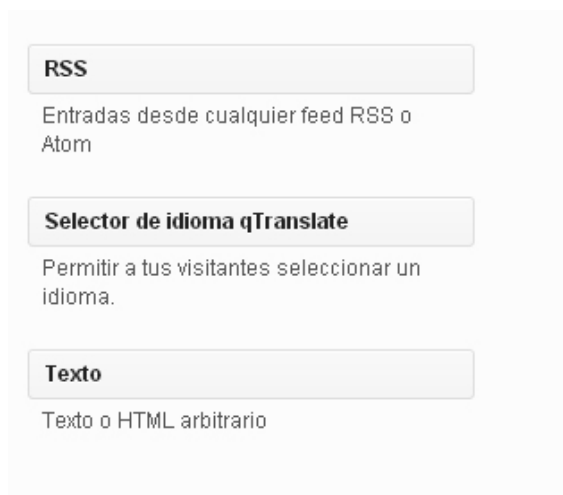 RSS
Entradas desde cualquier feed RSS o
Atom
Selector de idioma qTranslate
Permitir a tus visitantes seleccionar un
idioma.
Texto
Texto o HTML arbitrario